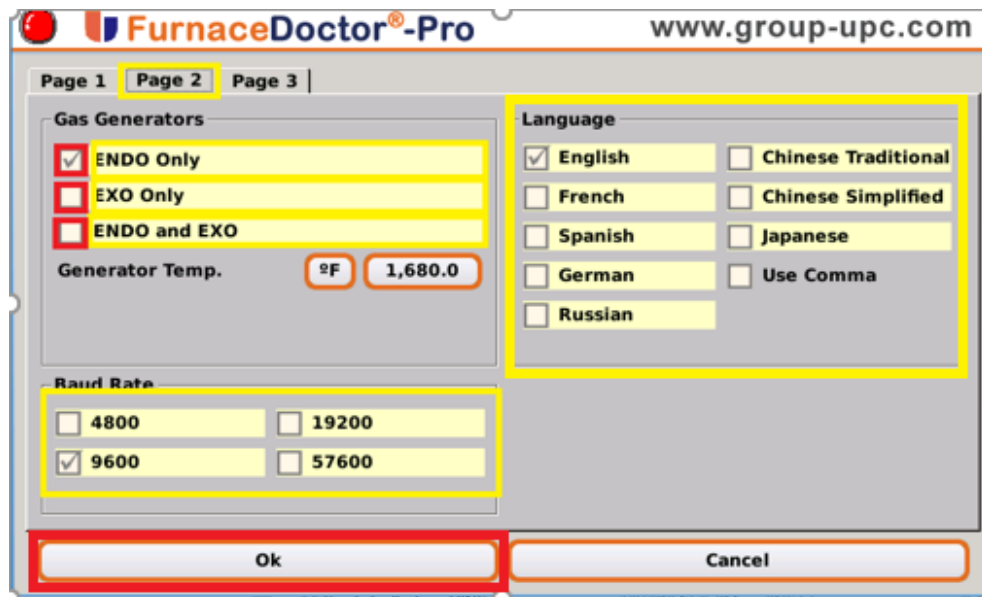 FurnaceDoctor®-Pro www.group-upc.com
Page 1 Page 2 Page 3
Gas Generators
ENDO Only
EXO Only
ENDO and EXO
Generator Temp. ºF 1,680.0
Language
English Chinese Traditional
French Chinese Simplified
Spanish Japanese
German Use Comma
Russian
Baud Rate
4800 19200
9600 57600
Ok Cancel